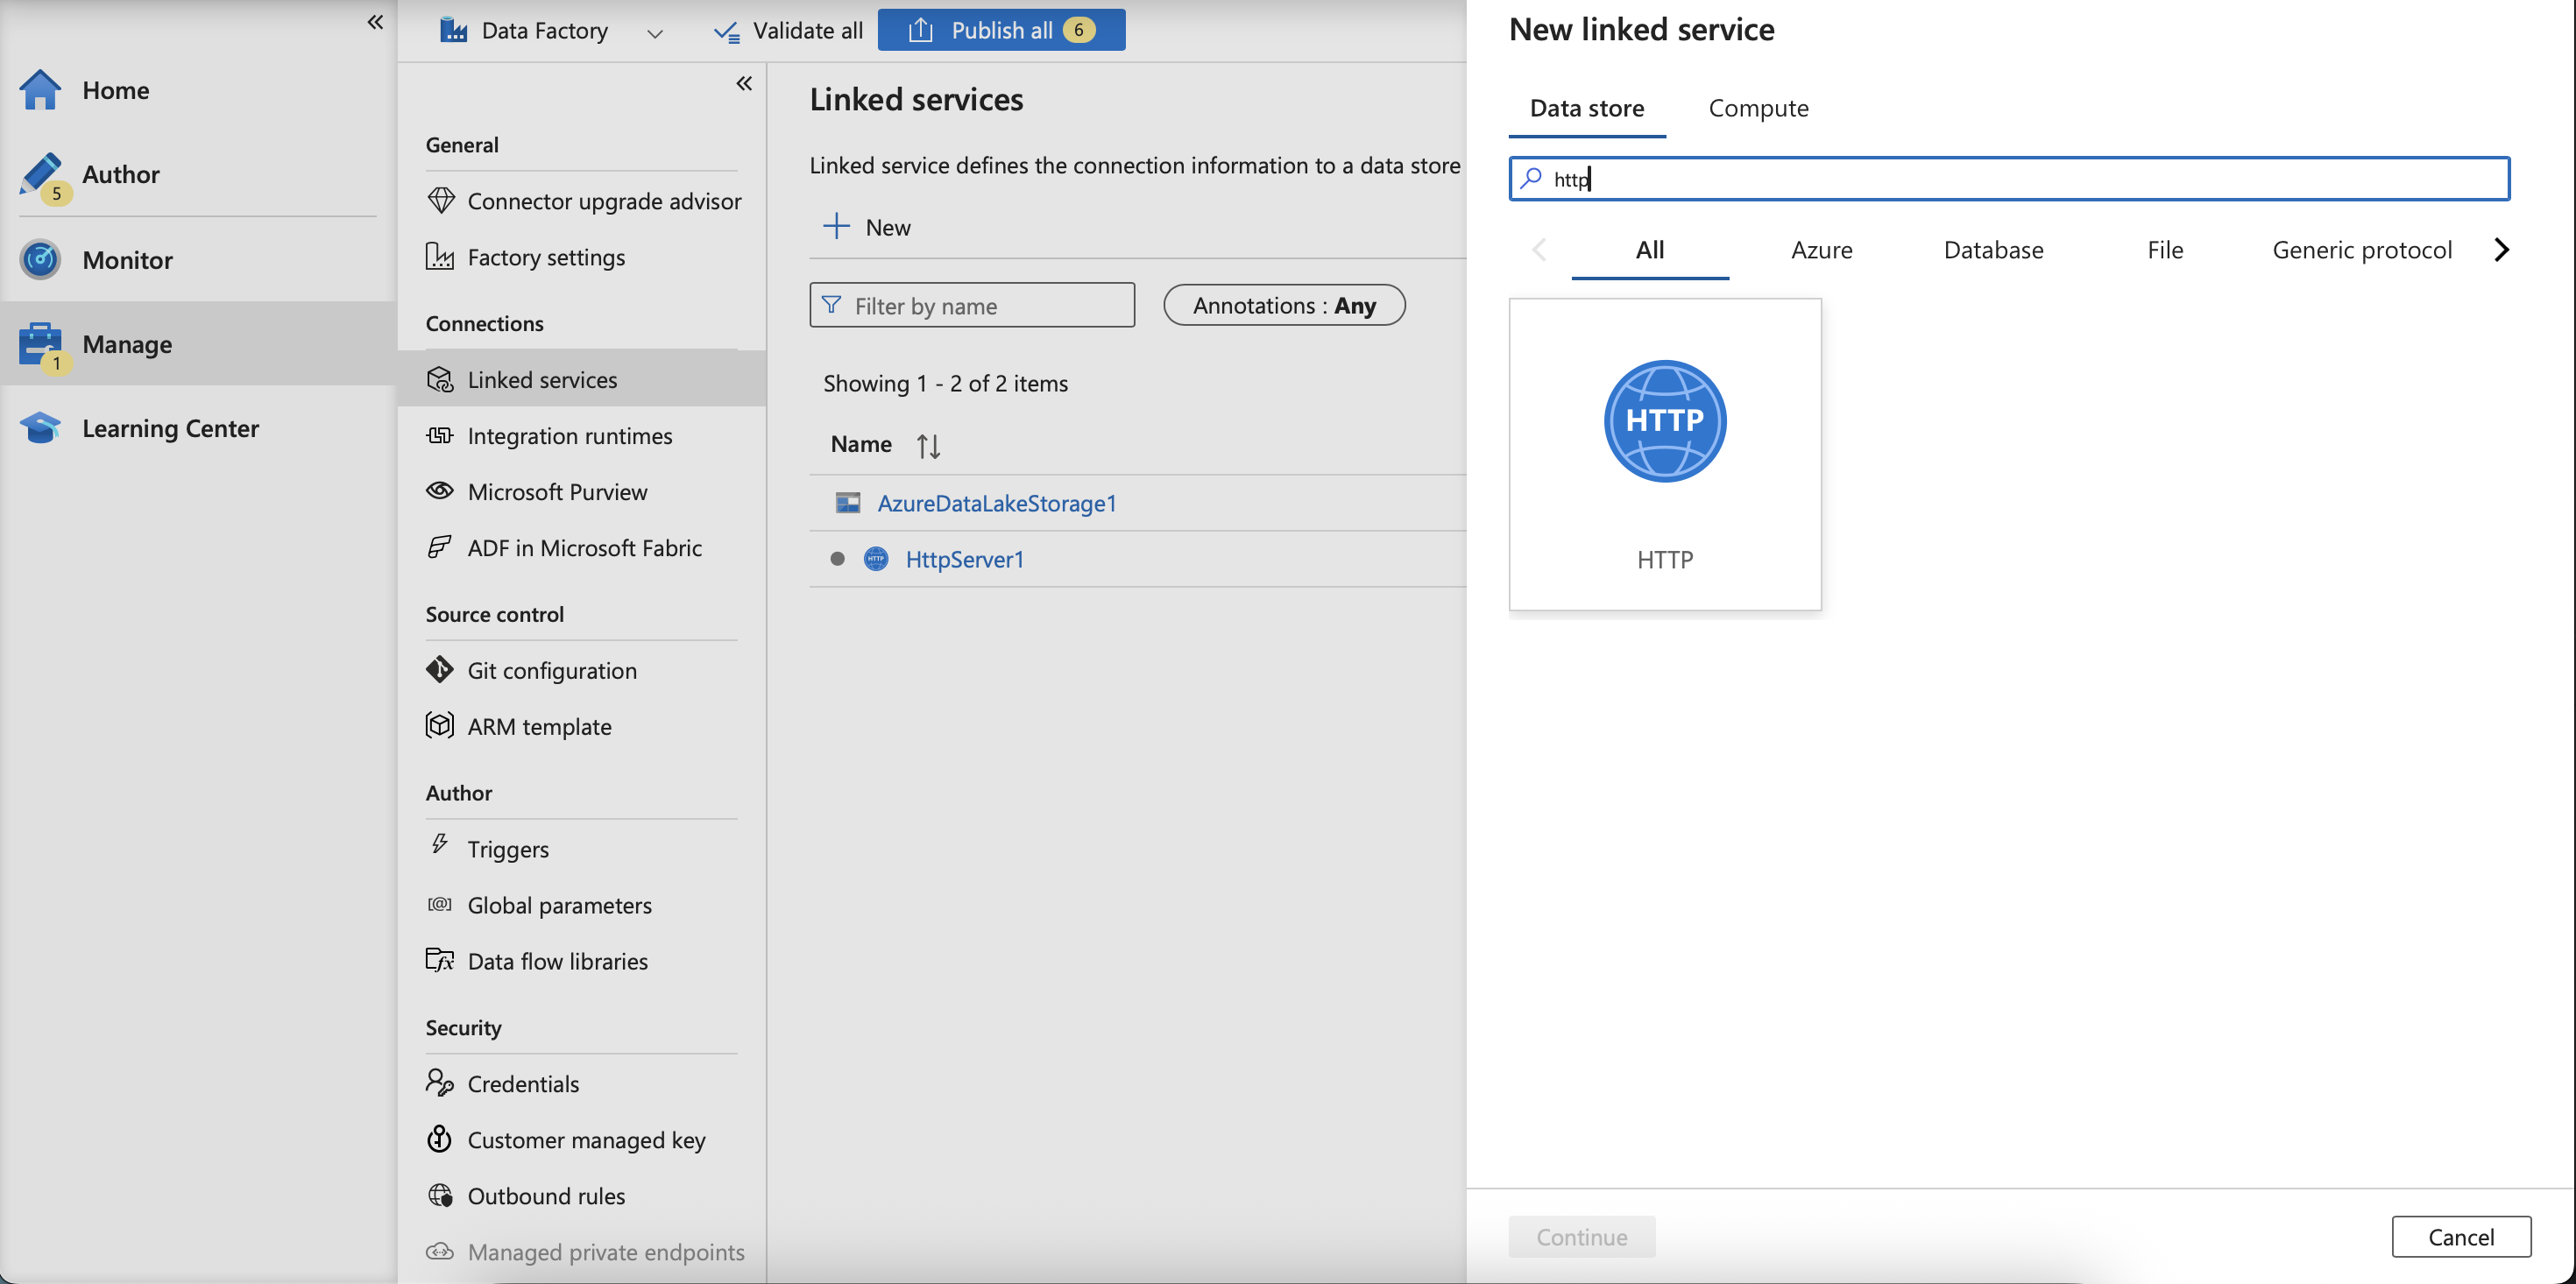 Home
Author
5
Monitor
Manage
1
Learning Center
Data Factory
Validate all
Publish all 6
General
Connector upgrade advisor
Factory settings
Connections
Linked services
Integration runtimes
Microsoft Purview
ADF in Microsoft Fabric
Source control
Git configuration
ARM template
Author
Triggers
Global parameters
Data flow libraries
Security
Credentials
Customer managed key
Outbound rules
Managed private endpoints
Linked services
Linked service defines the connection information to a data store
New
Filter by name
Annotations : Any
Showing 1 - 2 of 2 items
Name
AzureDataLakeStorage1
HTTP HttpServer1
New linked service
Data store Compute
http
All Azure Database File Generic protocol
HTTP
HTTP
Continue Cancel